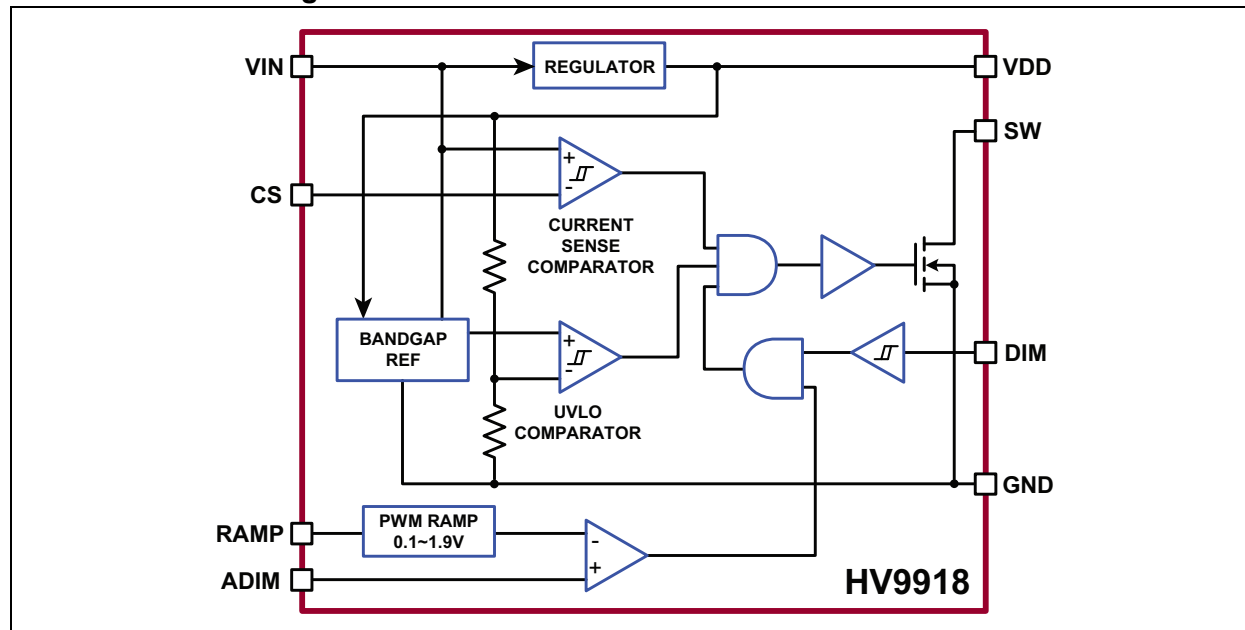 g
VIN
REGULATOR
VDD
SW
+
-
CS
CURRENT
SENSE
COMPARATOR
BANDGAP
REF
+
-
DIM
UVLO
COMPARATOR
GND
RAMP
PWM RAMP
0.1~1.9V
-
+
ADIM
HV9918